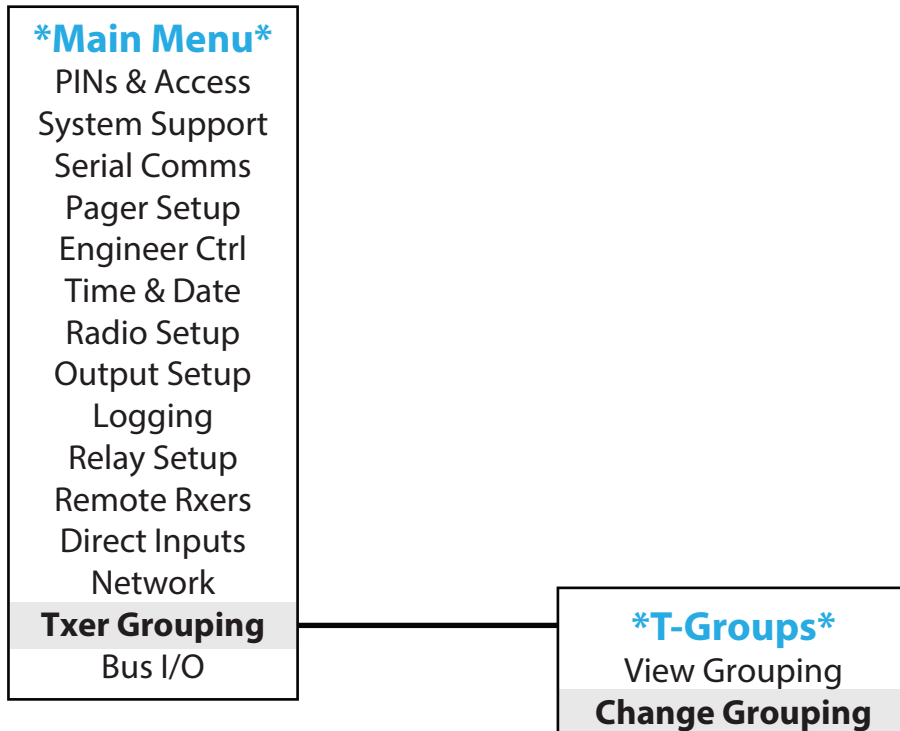 *Main Menu*
PINs & Access
System Support
Serial Comms
Pager Setup
Engineer Ctrl
Time & Date
Radio Setup
Output Setup
Logging
Relay Setup
Remote Rxers
Direct Inputs
Network
Txer Grouping
Bus I/O
*T-Groups*
View Grouping
Change Grouping